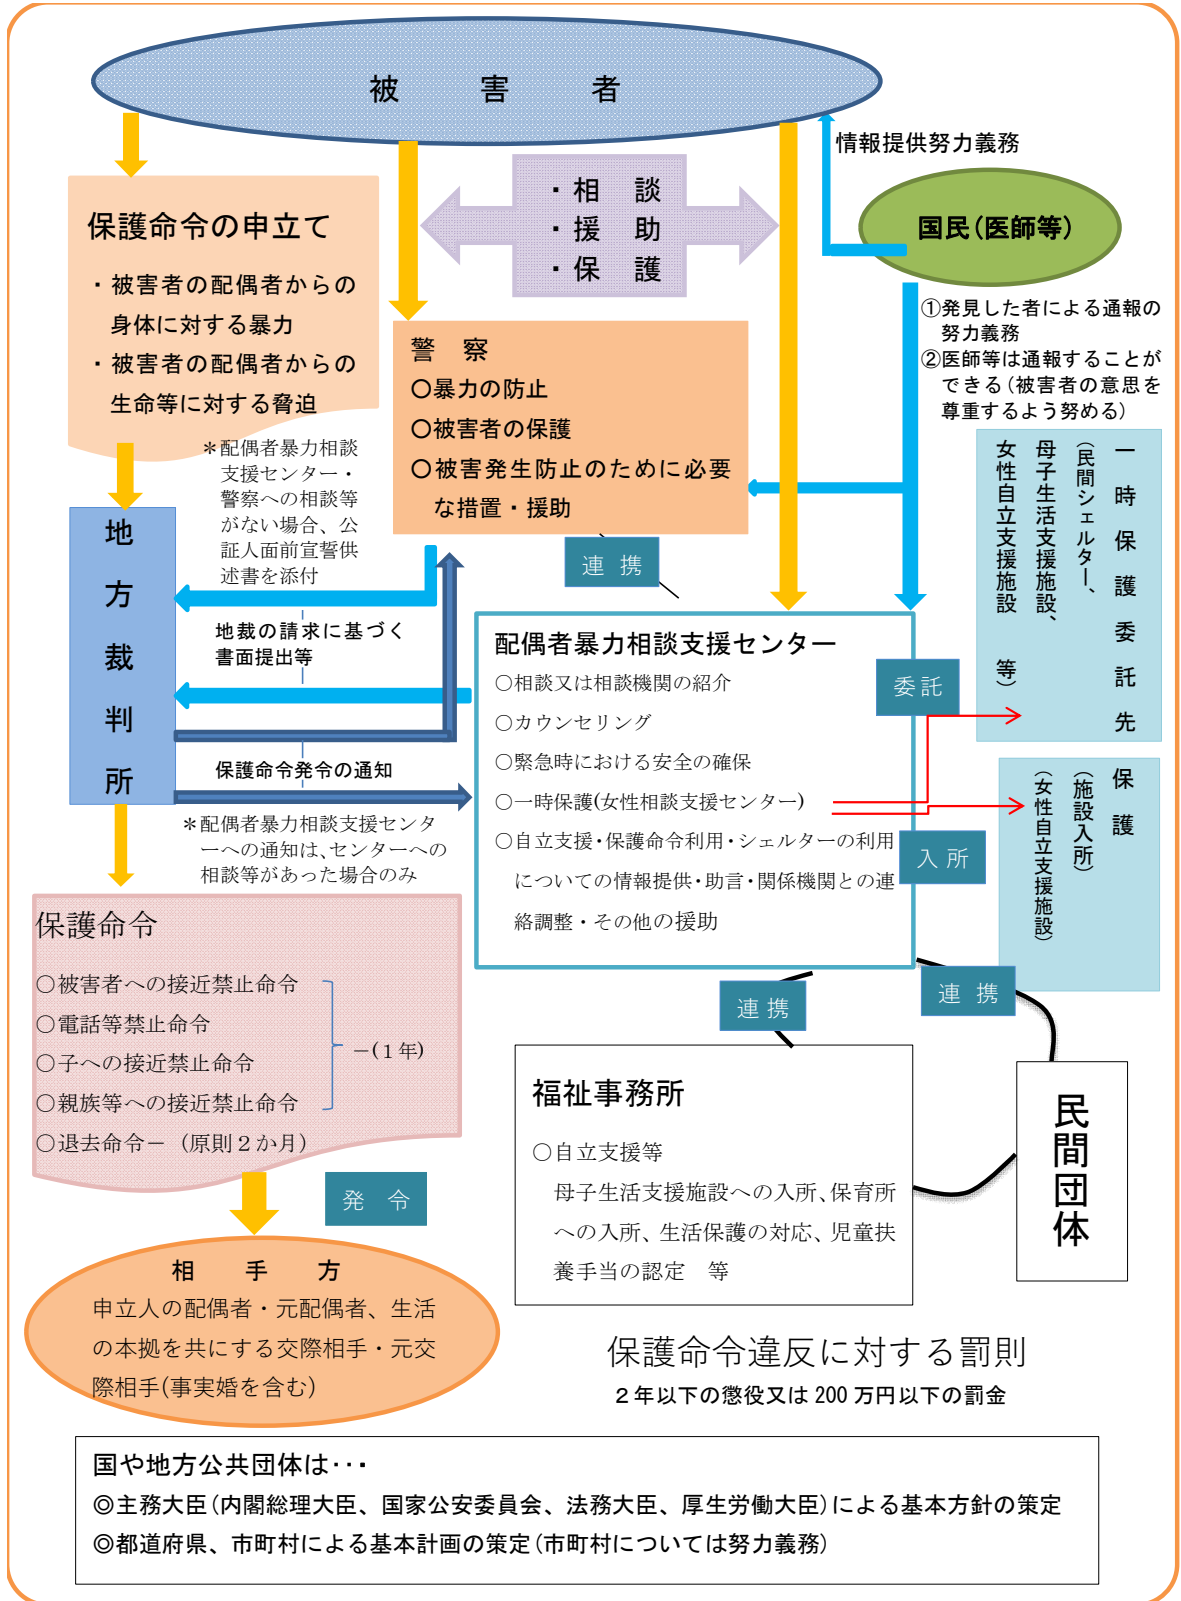 被害者
情報提供努力義務
・相談
・援助
・保護
国民(医師等)
保護命令の申立て
・被害者の配偶者からの
身体に対する暴力
・被害者の配偶者からの
生命等に対する脅迫
①発見した者による通報の
努力義務
②医師等は通報することが
できる(被害者の意思を
尊重するよう努める)
警察
○暴力の防止
○被害者の保護
○被害発生防止のために必要
な措置・援助
*配偶者暴力相談
支援センター・
警察への相談等
がない場合、公
証人面前宣誓供
述書を添付
一時保護委託先
(民間シェルター、
母子生活支援施設、
女性自立支援施設 等)
地方裁判所
連携
地裁の請求に基づく
書面提出等
配偶者暴力相談支援センター
○相談又は相談機関の紹介
○カウンセリング
○緊急時における安全の確保
○一時保護(女性相談支援センター)
○自立支援・保護命令利用・シェルターの利用
についての情報提供・助言・関係機関との連
絡調整・その他の援助
委託
保護
(施設入所)
(女性自立支援施設)
入所
保護命令発令の通知
*配偶者暴力相談支援センタ
ーへの通知は、センターへの
相談等があった場合のみ
保護命令
○被害者への接近禁止命令
○電話等禁止命令
○子への接近禁止命令
○親族等への接近禁止命令
－(1年)
○退去命令－(原則2か月)
連携
連携
福祉事務所
○自立支援等
母子生活支援施設への入所、保育所
への入所、生活保護の対応、児童扶
養手当の認定 等
民間団体
発令
相手方
申立人の配偶者・元配偶者、生活
の本拠を共にする交際相手・元交
際相手(事実婚を含む)
保護命令違反に対する罰則
2年以下の懲役又は200万円以下の罰金
国や地方公共団体は・・・
◎主務大臣(内閣総理大臣、国家公安委員会、法務大臣、厚生労働大臣)による基本方針の策定
◎都道府県、市町村による基本計画の策定(市町村については努力義務)